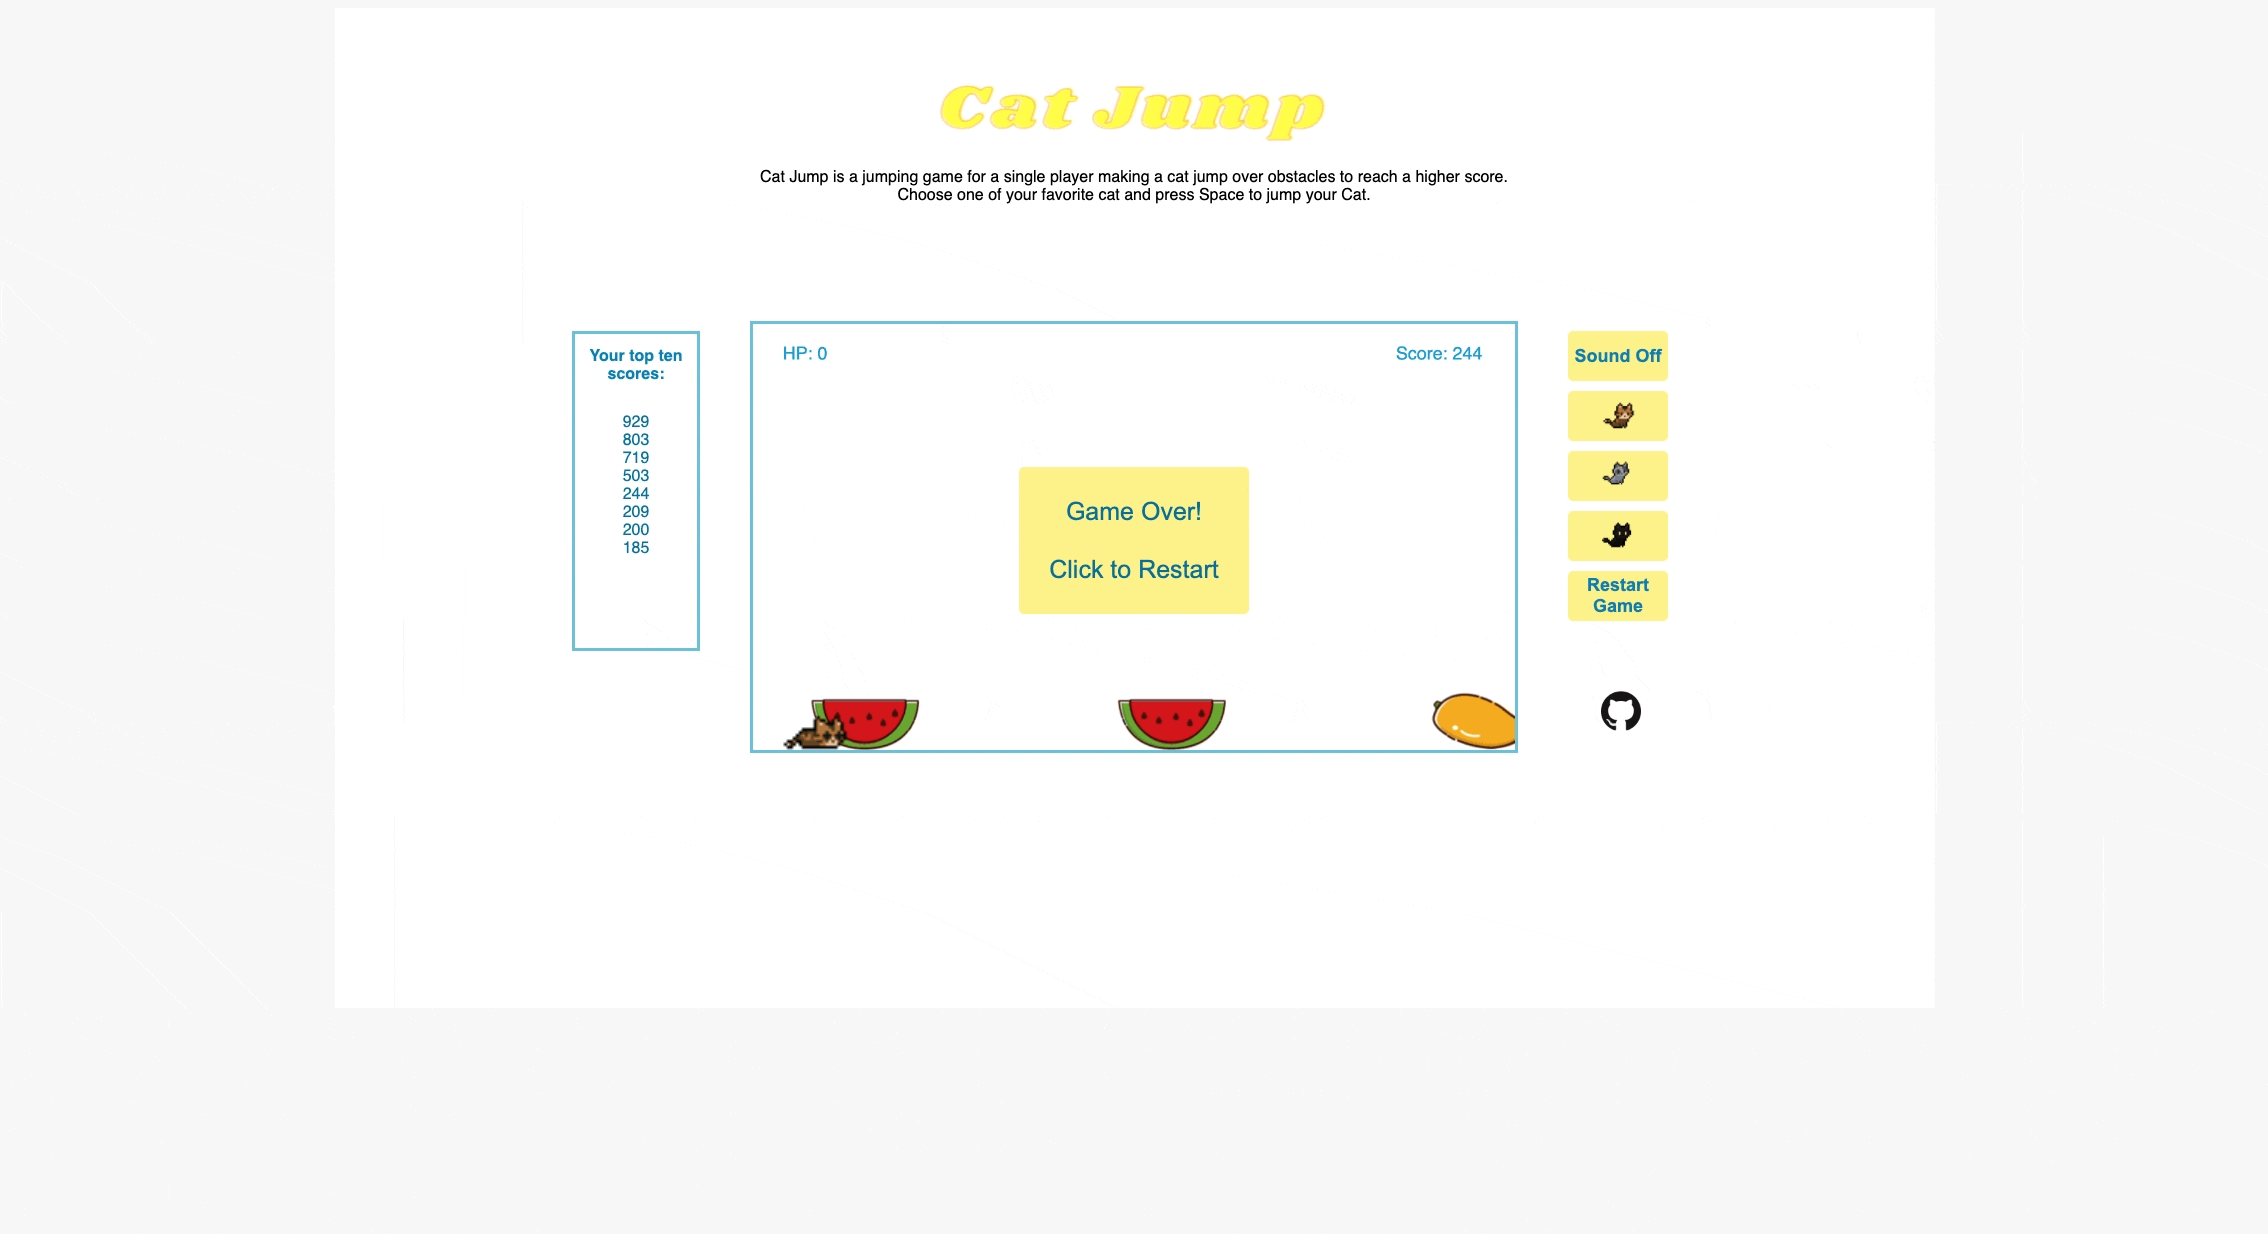 Cat Jump
Cat Jump is a jumping game for a single player making a cat jump over obstacles to reach a higher score.
Choose one of your favorite cat and press Space to jump your Cat.
Your top ten
scores:
929
803
719
503
244
209
200
185
HP: 0
Score: 244
Game Over!
Click to Restart
Sound Off
Restart
Game